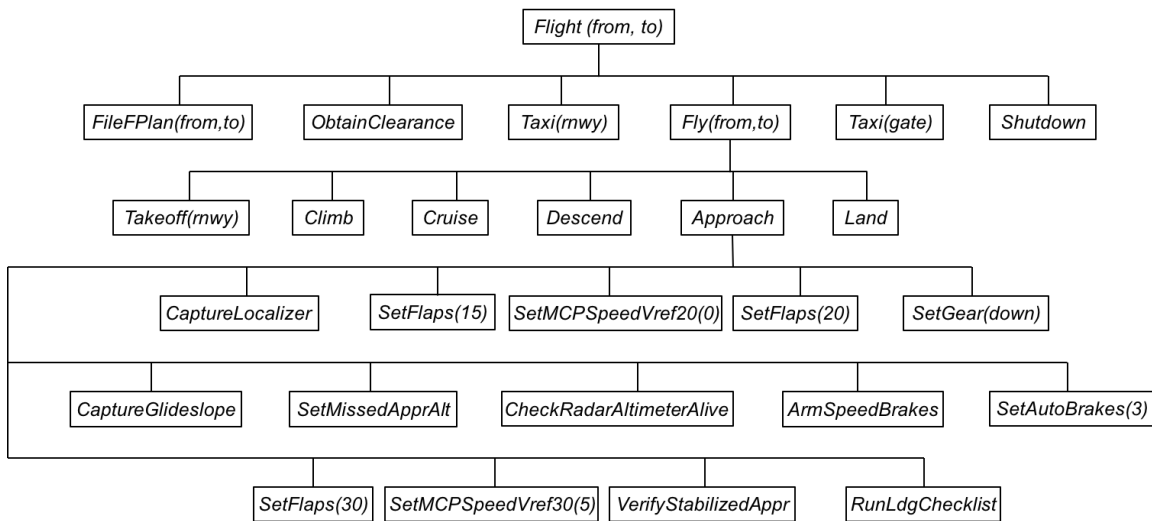 Flight (from, to)
FileFPlan(from,to)
ObtainClearance
Taxi(rnwy)
Fly(from,to)
Taxi(gate)
Shutdown
Takeoff(rnwy)
Climb
Cruise
Descend
Approach
Land
CaptureLocalizer
SetFlaps(15)
SetMCPSpeedVref20(0)
SetFlaps(20)
SetGear(down)
CaptureGlideslope
SetMissedApprAlt
CheckRadarAltimeterAlive
ArmSpeedBrakes
SetAutoBrakes(3)
SetFlaps(30)
SetMCPSpeedVref30(5)
VerifyStabilizedAppr
RunLdgChecklist